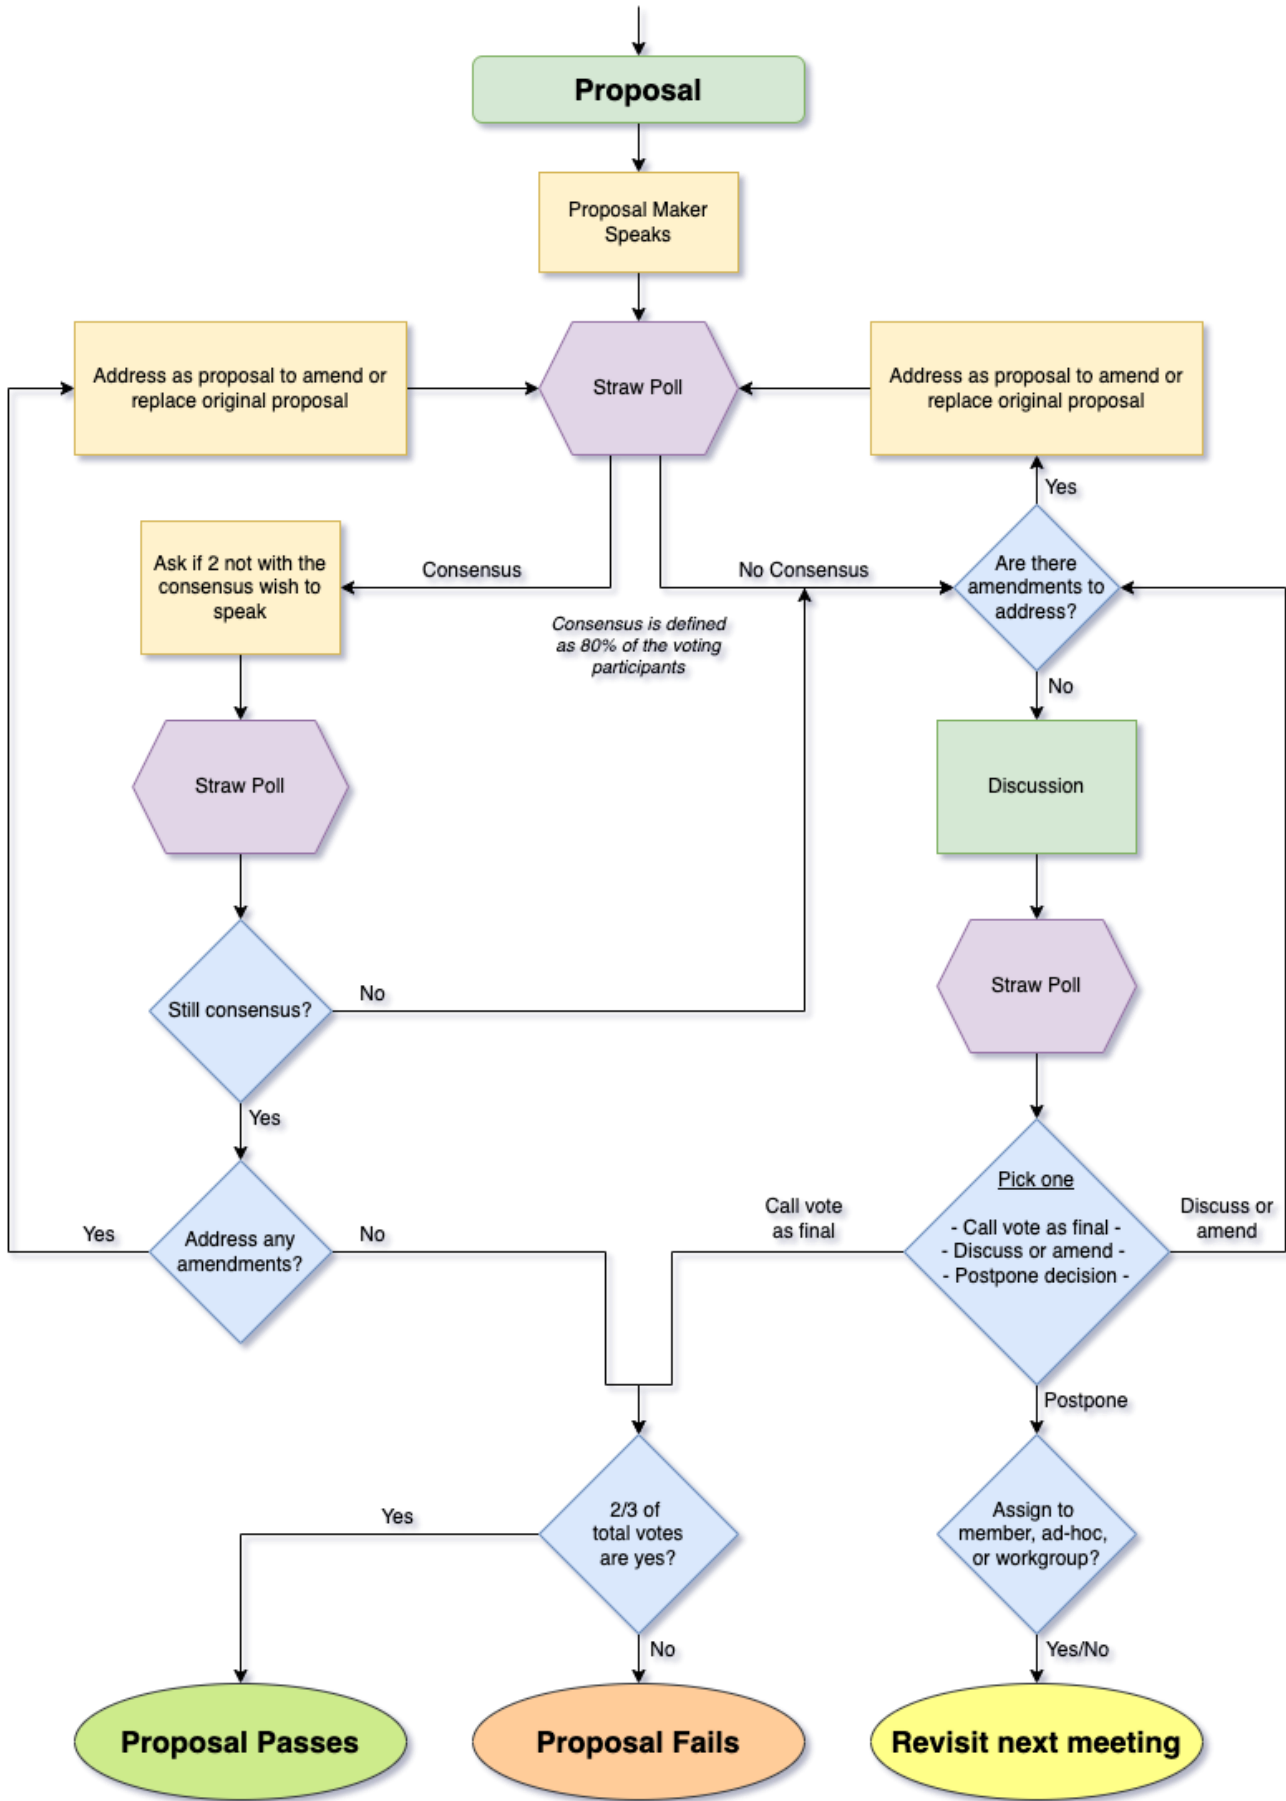 Proposal
Proposal Maker
Speaks
Address as proposal to amend or
replace original proposal
Straw Poll
Address as proposal to amend or
replace original proposal
Yes
Ask if 2 not with the
consensus wish to
speak
Consensus
No Consensus
Are there
amendments to
address?
Consensus is defined
as 80% of the voting
participants
No
Straw Poll
Discussion
Still consensus?
No
Straw Poll
Yes
Pick one
- Call vote as final -
- Discuss or amend -
- Postpone decision -
Call vote
as final
Discuss or
amend
Yes
Address any
amendments?
No
Postpone
Yes
2/3 of
total votes
are yes?
Assign to
member, ad-hoc,
or workgroup?
No
Yes/No
Proposal Passes
Proposal Fails
Revisit next meeting